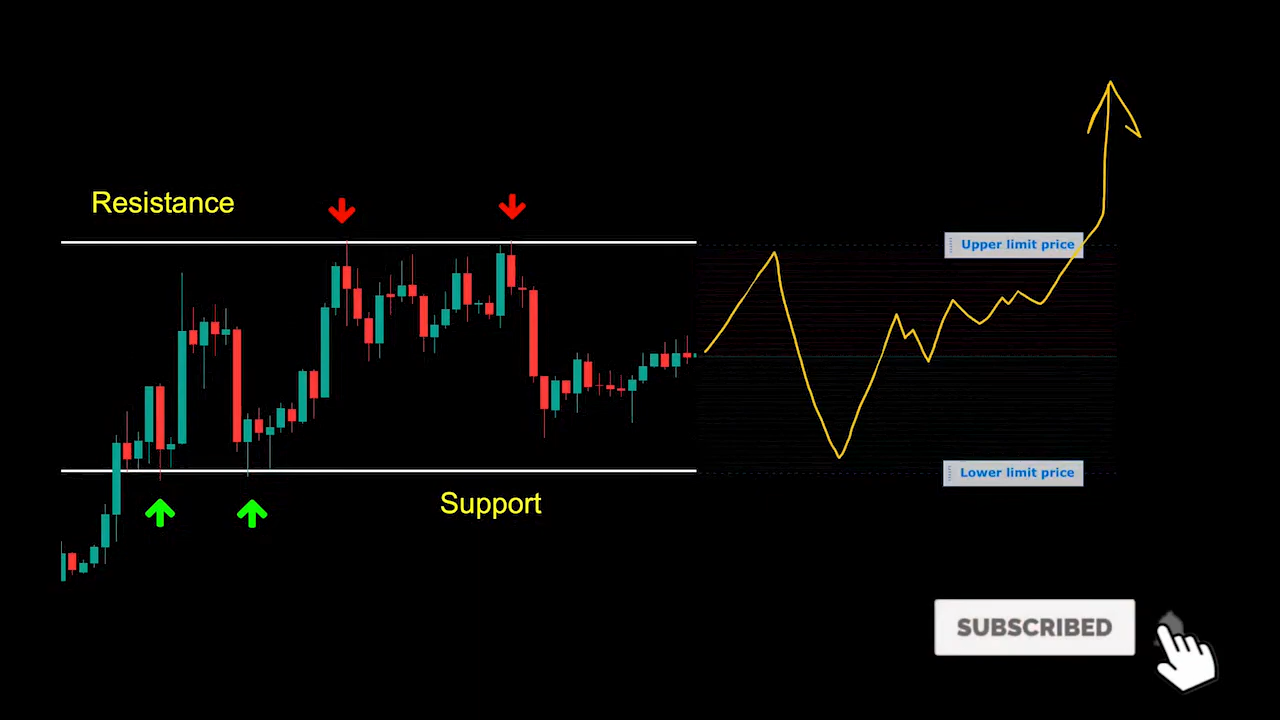 Resistance
Upper limit price
Lower limit price
Support
SUBSCRIBED